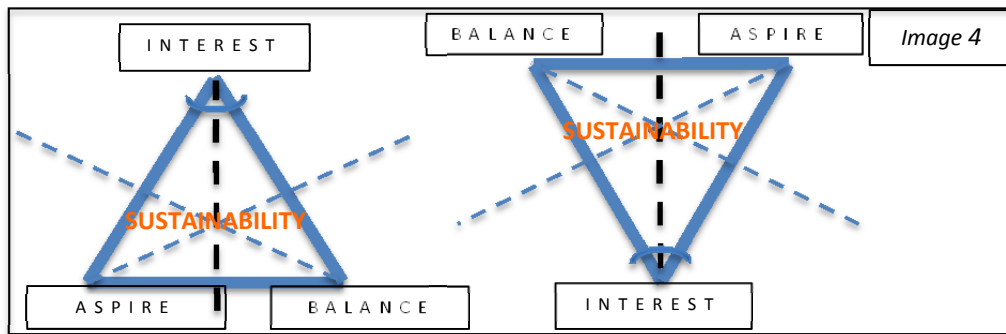 INTEREST
BALANCE
ASPIRE
Image 4
SUSTAINABILITY
SUSTAINABILITY
ASPIRE
BALANCE
INTEREST